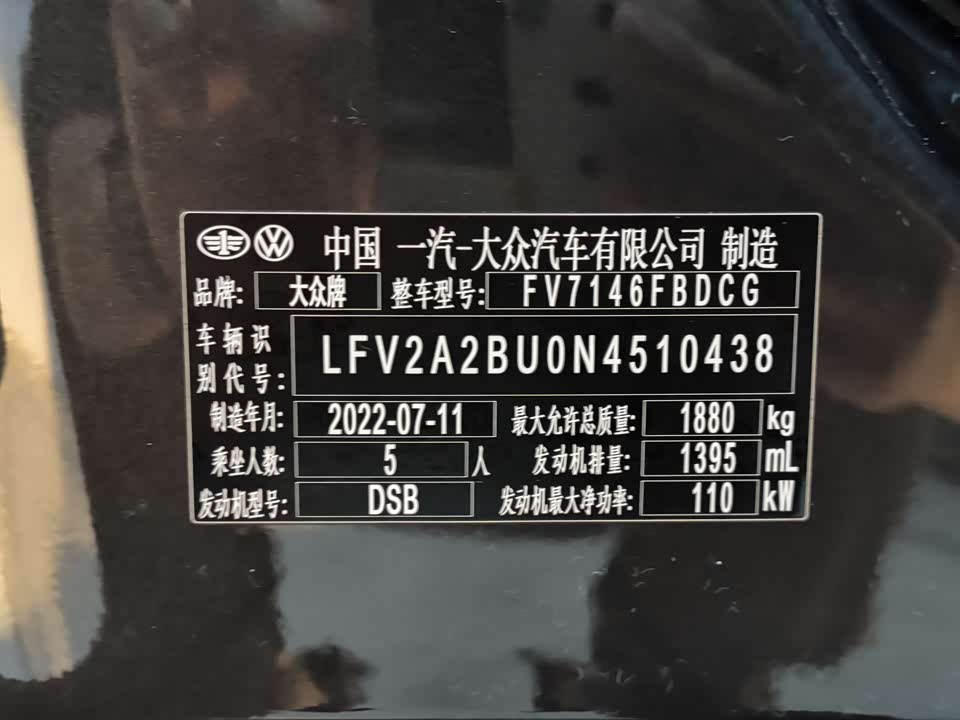 中国 一汽-大众汽车有限公司 制造
品牌: 大众牌 整车型号: FV7146FBDCG
车辆识别代号: LFV2A2BU0N4510438
制造年月: 2022-07-11 最大允许总质量: 1880 kg
乘坐人数: 5 人 发动机排量: 1395 mL
发动机型号: DSB 发动机最大净功率: 110 kW